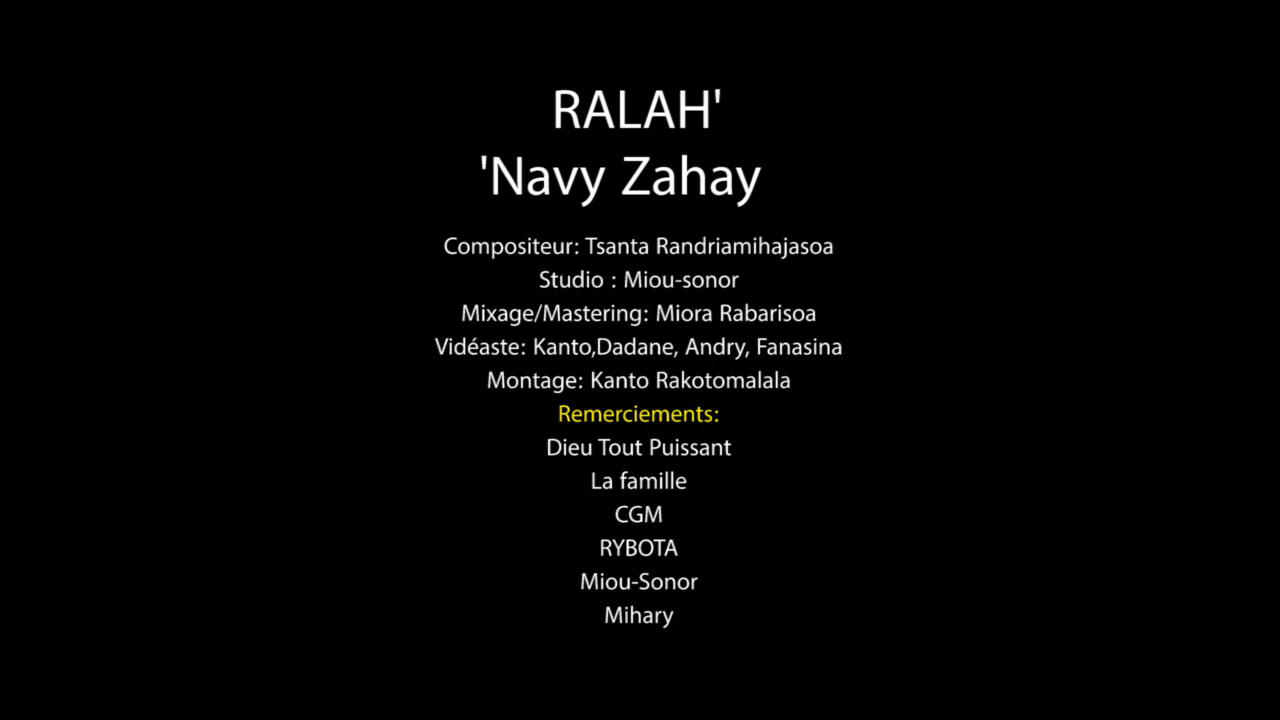 RALAH'
'Navy Zahay
Compositeur: Tsanta Randriamihajasoa
Studio : Miou-sonor
Mixage/Mastering: Miora Rabarisoa
Vidéaste: Kanto,Dadane, Andry, Fanasina
Montage: Kanto Rakotomalala
Remerciements:
Dieu Tout Puissant
La famille
CGM
RYBOTA
Miou-Sonor
Mihary